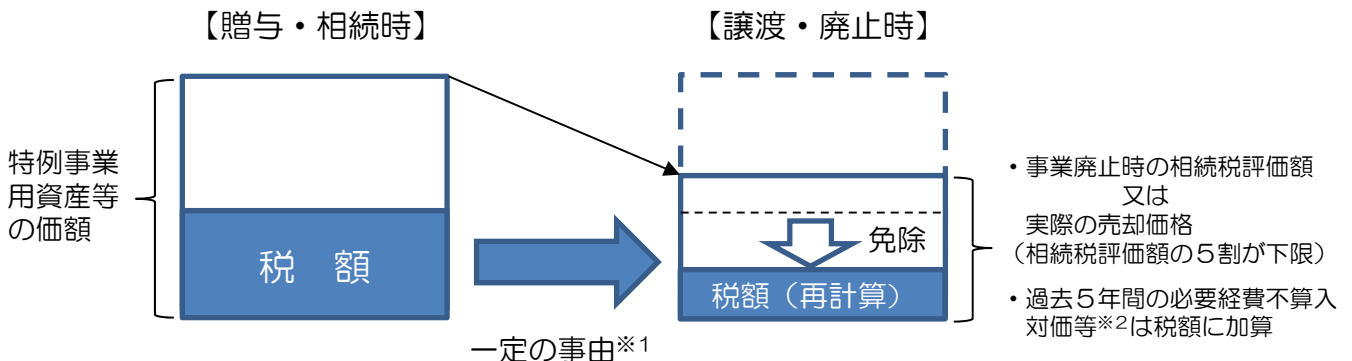 【贈与・相続時】
【譲渡・廃止時】
特例事業
用資産等
の価額
税　額
一定の事由※1
免除
税額（再計算）
・事業廃止時の相続税評価額
又は
実際の売却価格
（相続税評価額の５割が下限）
・過去５年間の必要経費不算入
対価等※2は税額に加算